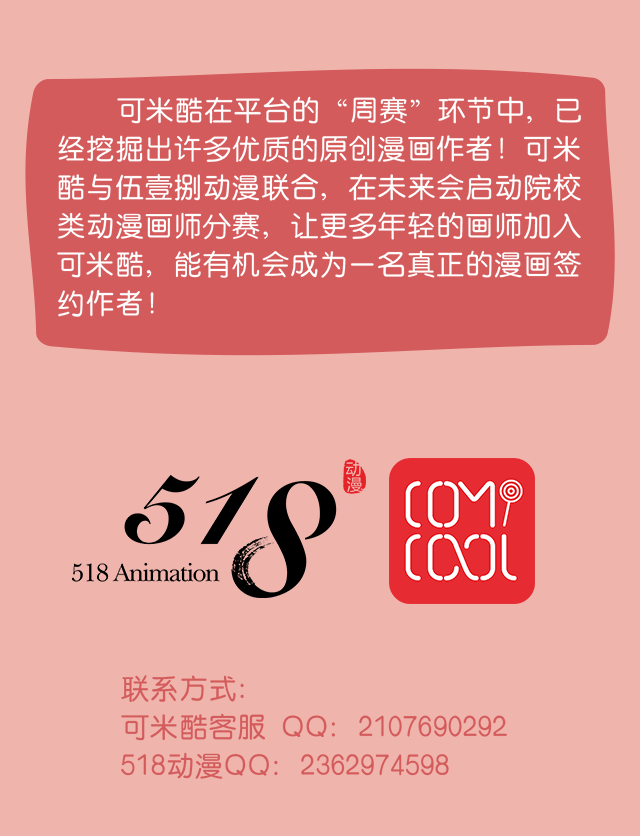 可米酷在平台的“周赛”环节中，已
经挖掘出许多优质的原创漫画作者！可米
酷与伍壹捌动漫联合，在未来会启动院校
类动漫画师分赛，让更多年轻的画师加入
可米酷，能有机会成为一名真正的漫画签
约作者！
518
动漫
518 Animation
COMI
COOL
联系方式：
可米酷客服 QQ：2107690292
518动漫QQ：2362974598